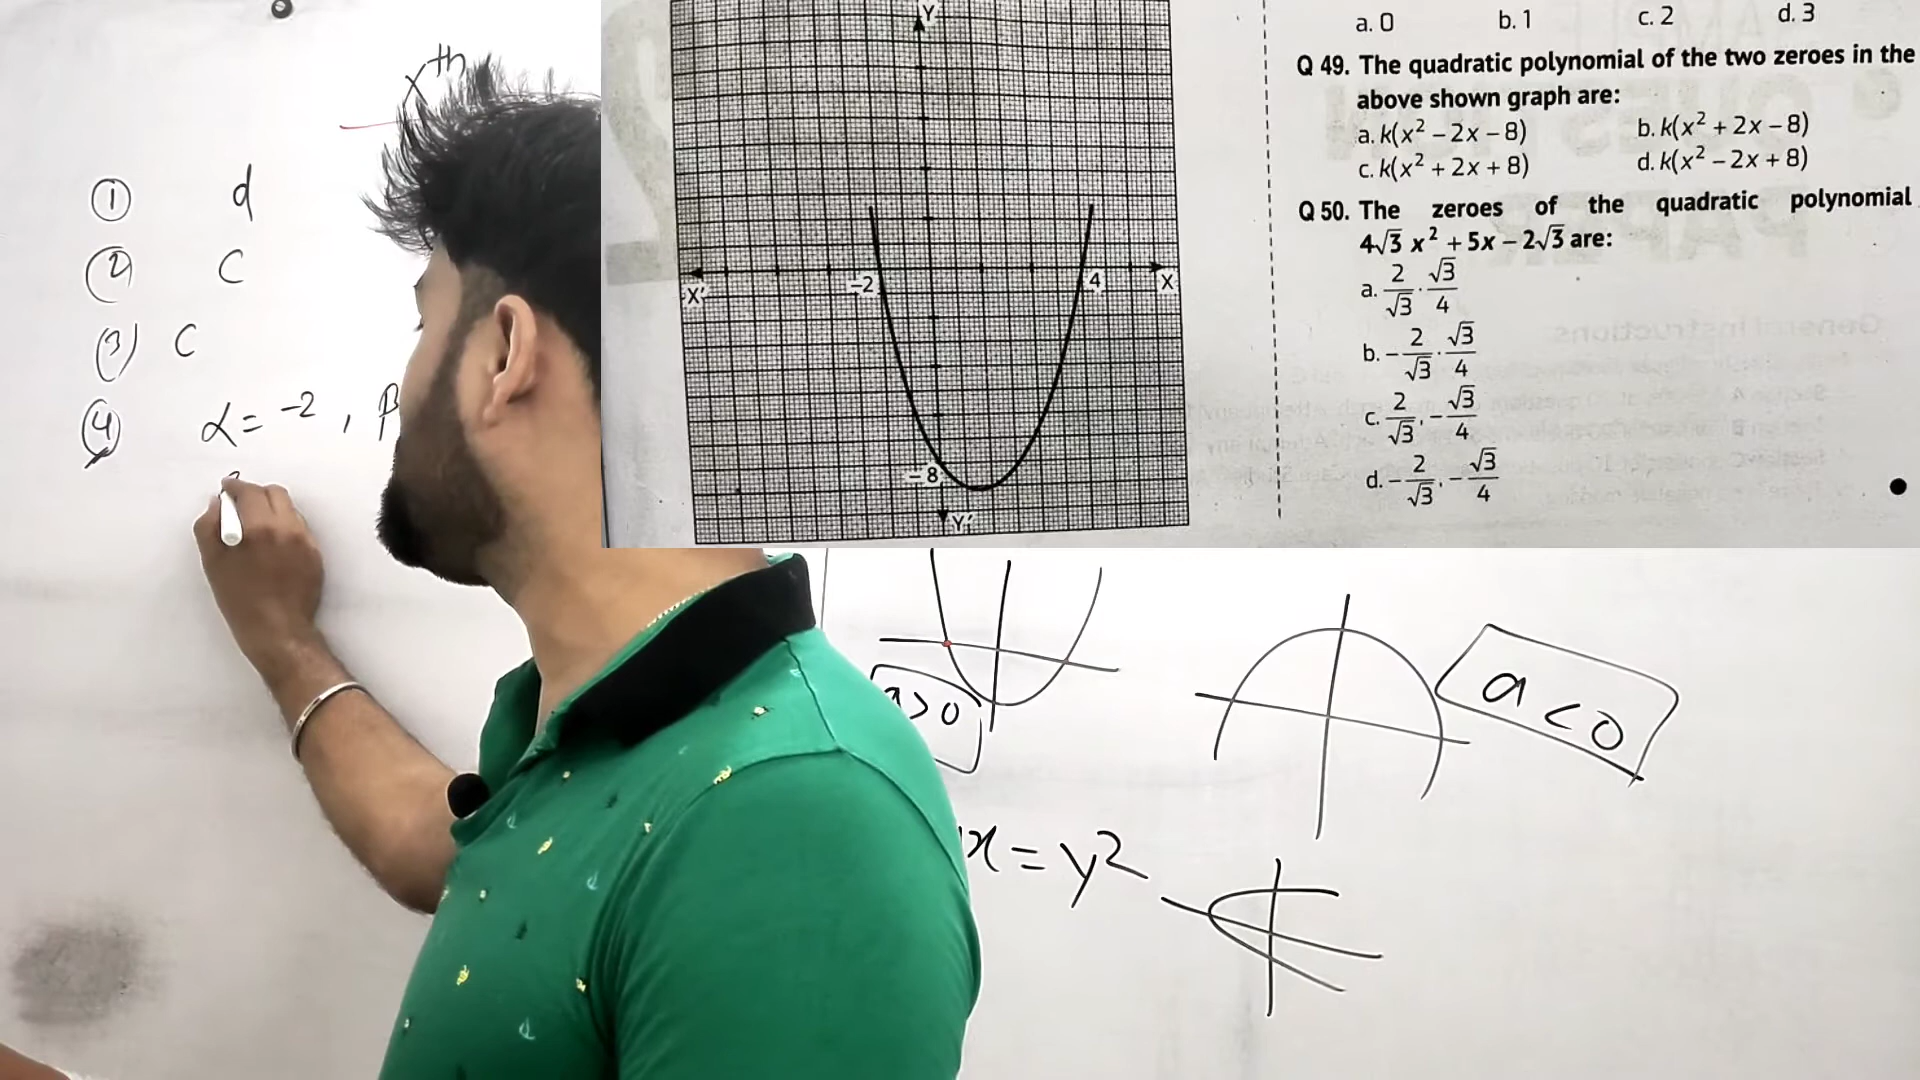 Xth
① d
(2) C
(3) C
(4) α = -2 , β
Y
X'
-2
4
X
-8
Y'
a. 0 b. 1 c. 2 d. 3
Q 49. The quadratic polynomial of the two zeroes in the
above shown graph are:
a. k(x² – 2x – 8) b. k(x² + 2x – 8)
c. k(x² + 2x + 8) d. k(x² – 2x + 8)
Q 50. The zeroes of the quadratic polynomial
4√3 x² + 5x – 2√3 are:
a. 2/√3 . √3/4
b. – 2/√3 . √3/4
c. 2/√3, – √3/4
d. – 2/√3, – √3/4
a > 0
a < 0
x = y²